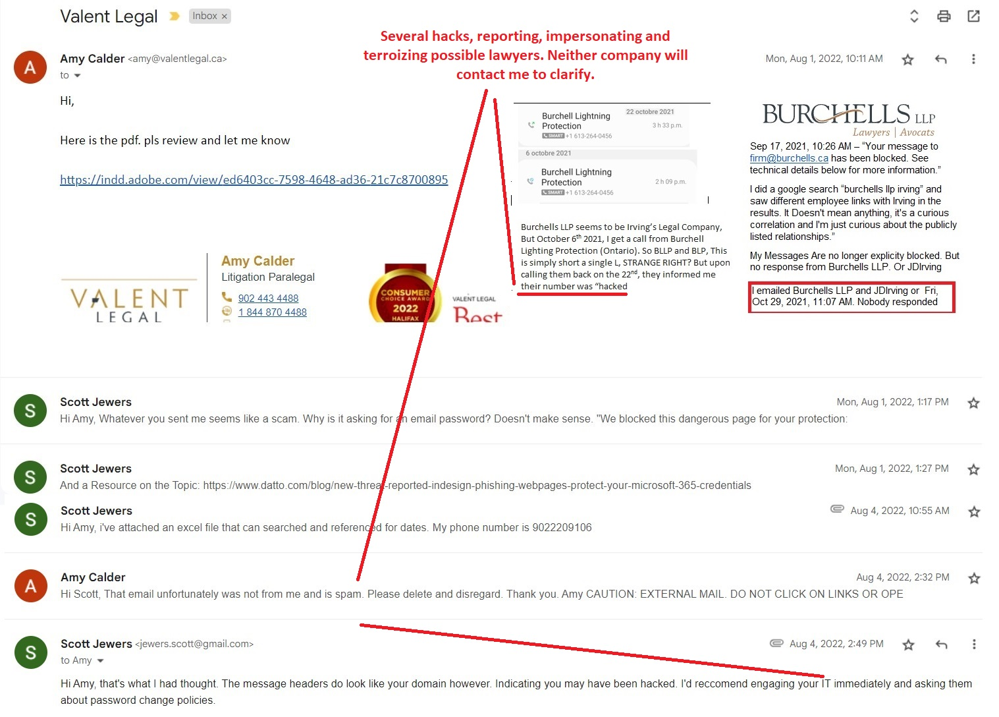 Valent Legal
Inbox ×
Several hacks, reporting, impersonating and
terroizing possible lawyers. Neither company will
contact me to clarify.
A
Amy Calder <amy@valentlegal.ca>
Mon, Aug 1, 2022, 10:11 AM
to
Hi,
Here is the pdf. pls review and let me know
https://indd.adobe.com/view/ed6403cc-7598-4648-ad36-21c7c8700895
Amy Calder
Litigation Paralegal
902 443 4488
1 844 870 4488
VALENT
LEGAL
CONSUMER
CHOICE AWARD
2022
HALIFAX
VALENT LEGAL
Best
22 octobre 2021
Burchell Lightning
Protection
3 h 33 p.m.
SMART +1 613-264-0456
6 octobre 2021
Burchell Lightning
Protection
2 h 09 p.m.
SMART +1 613-264-0456
Burchells LLP seems to be Irving's Legal Company,
But October 6th 2021, I get a call from Burchell
Lighting Protection (Ontario). So BLLP and BLP, This
is simply short a single L, STRANGE RIGHT? But upon
calling them back on the 22nd, they informed me
their number was “hacked
BURCHELLS LLP
Lawyers | Avocats
Sep 17, 2021, 10:26 AM – “Your message to
firm@burchells.ca has been blocked. See
technical details below for more information.”
I did a google search “burchells llp irving” and
saw different employee links with Irving in the
results. It Doesn't mean anything, it's a curious
correlation and I'm just curious about the publicly
listed relationships.”
My Messages Are no longer explicity blocked. But
no response from Burchells LLP. Or JDIrving
I emailed Burchells LLP and JDIrving or Fri,
Oct 29, 2021, 11:07 AM. Nobody responded
S
Scott Jewers
Mon, Aug 1, 2022, 1:17 PM
Hi Amy, Whatever you sent me seems like a scam. Why is it asking for an email password? Doesn't make sense. "We blocked this dangerous page for your protection:
S
Scott Jewers
Mon, Aug 1, 2022, 1:27 PM
And a Resource on the Topic: https://www.datto.com/blog/new-threat-reported-indesign-phishing-webpages-protect-your-microsoft-365-credentials
S
Scott Jewers
Aug 4, 2022, 10:55 AM
Hi Amy, i've attached an excel file that can searched and referenced for dates. My phone number is 9022209106
A
Amy Calder
Aug 4, 2022, 2:32 PM
Hi Scott, That email unfortunately was not from me and is spam. Please delete and disregard. Thank you. Amy CAUTION: EXTERNAL MAIL. DO NOT CLICK ON LINKS OR OPE
S
Scott Jewers <jewers.scott@gmail.com>
Aug 4, 2022, 2:49 PM
to Amy
Hi Amy, that's what I had thought. The message headers do look like your domain however. Indicating you may have been hacked. I'd reccomend engaging your IT immediately and asking them
about password change policies.